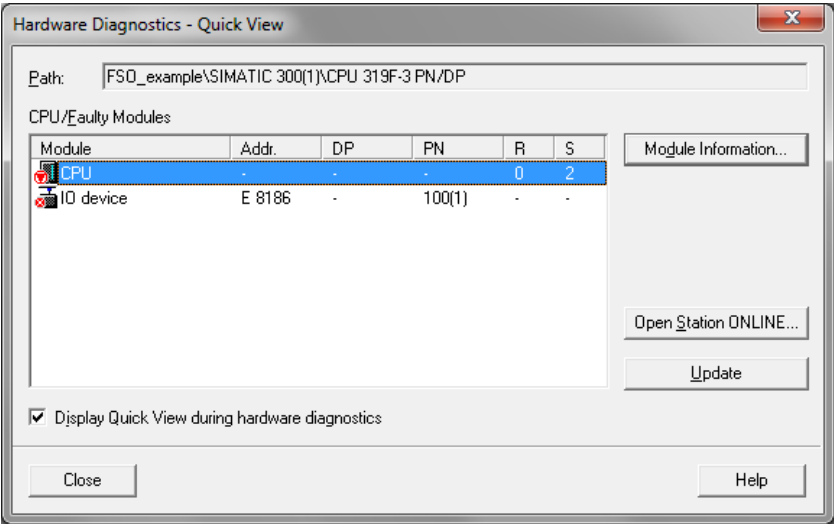 Hardware Diagnostics - Quick View
Path: FSO_example\SIMATIC 300(1)\CPU 319F-3 PN/DP
CPU/Faulty Modules
Module Addr. DP PN R S
CPU - - - 0 2
IO device E 8186 - 100(1) - -
Module Information...
Open Station ONLINE...
Update
Display Quick View during hardware diagnostics
Close Help